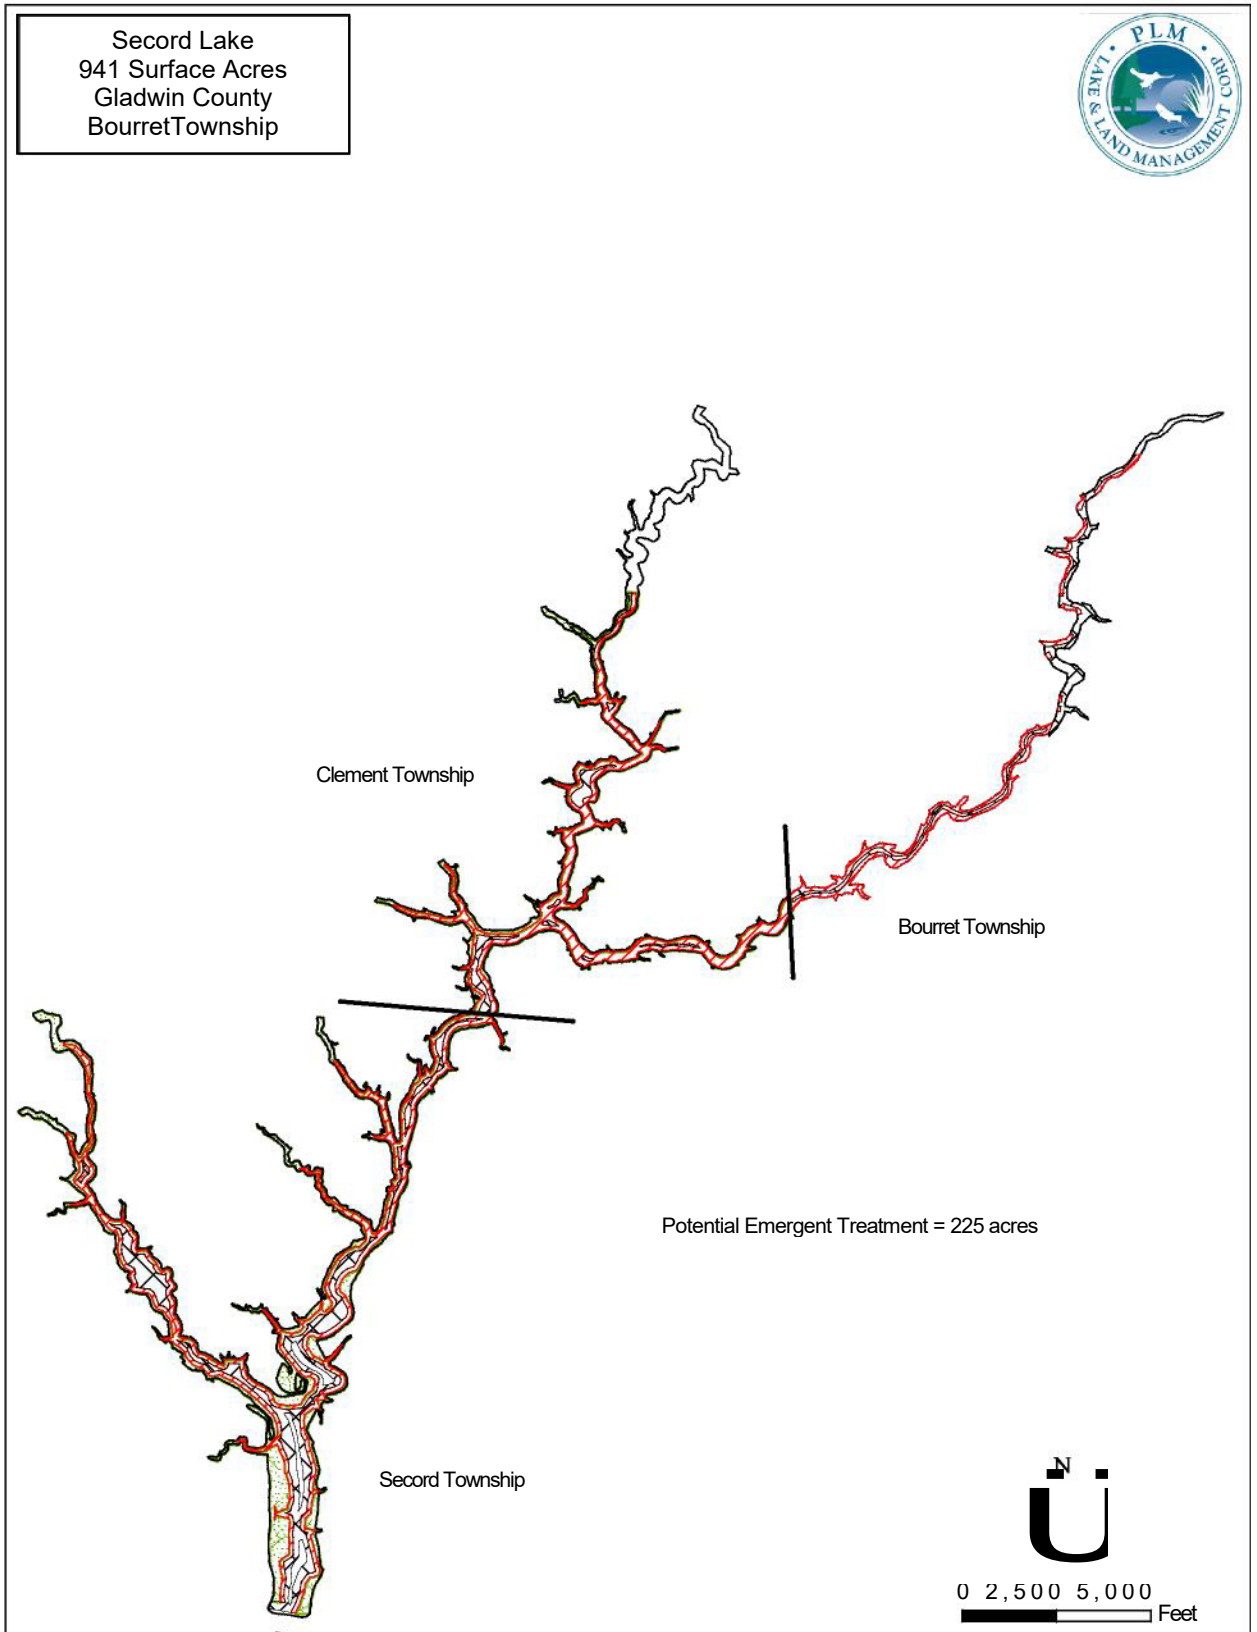 Secord Lake
941 Surface Acres
Gladwin County
BourretTownship
PLM
LAKE & LAND MANAGEMENT CORP
Clement Township
Bourret Township
Potential Emergent Treatment = 225 acres
Secord Township
N
Ü
0 2,500 5,000
Feet